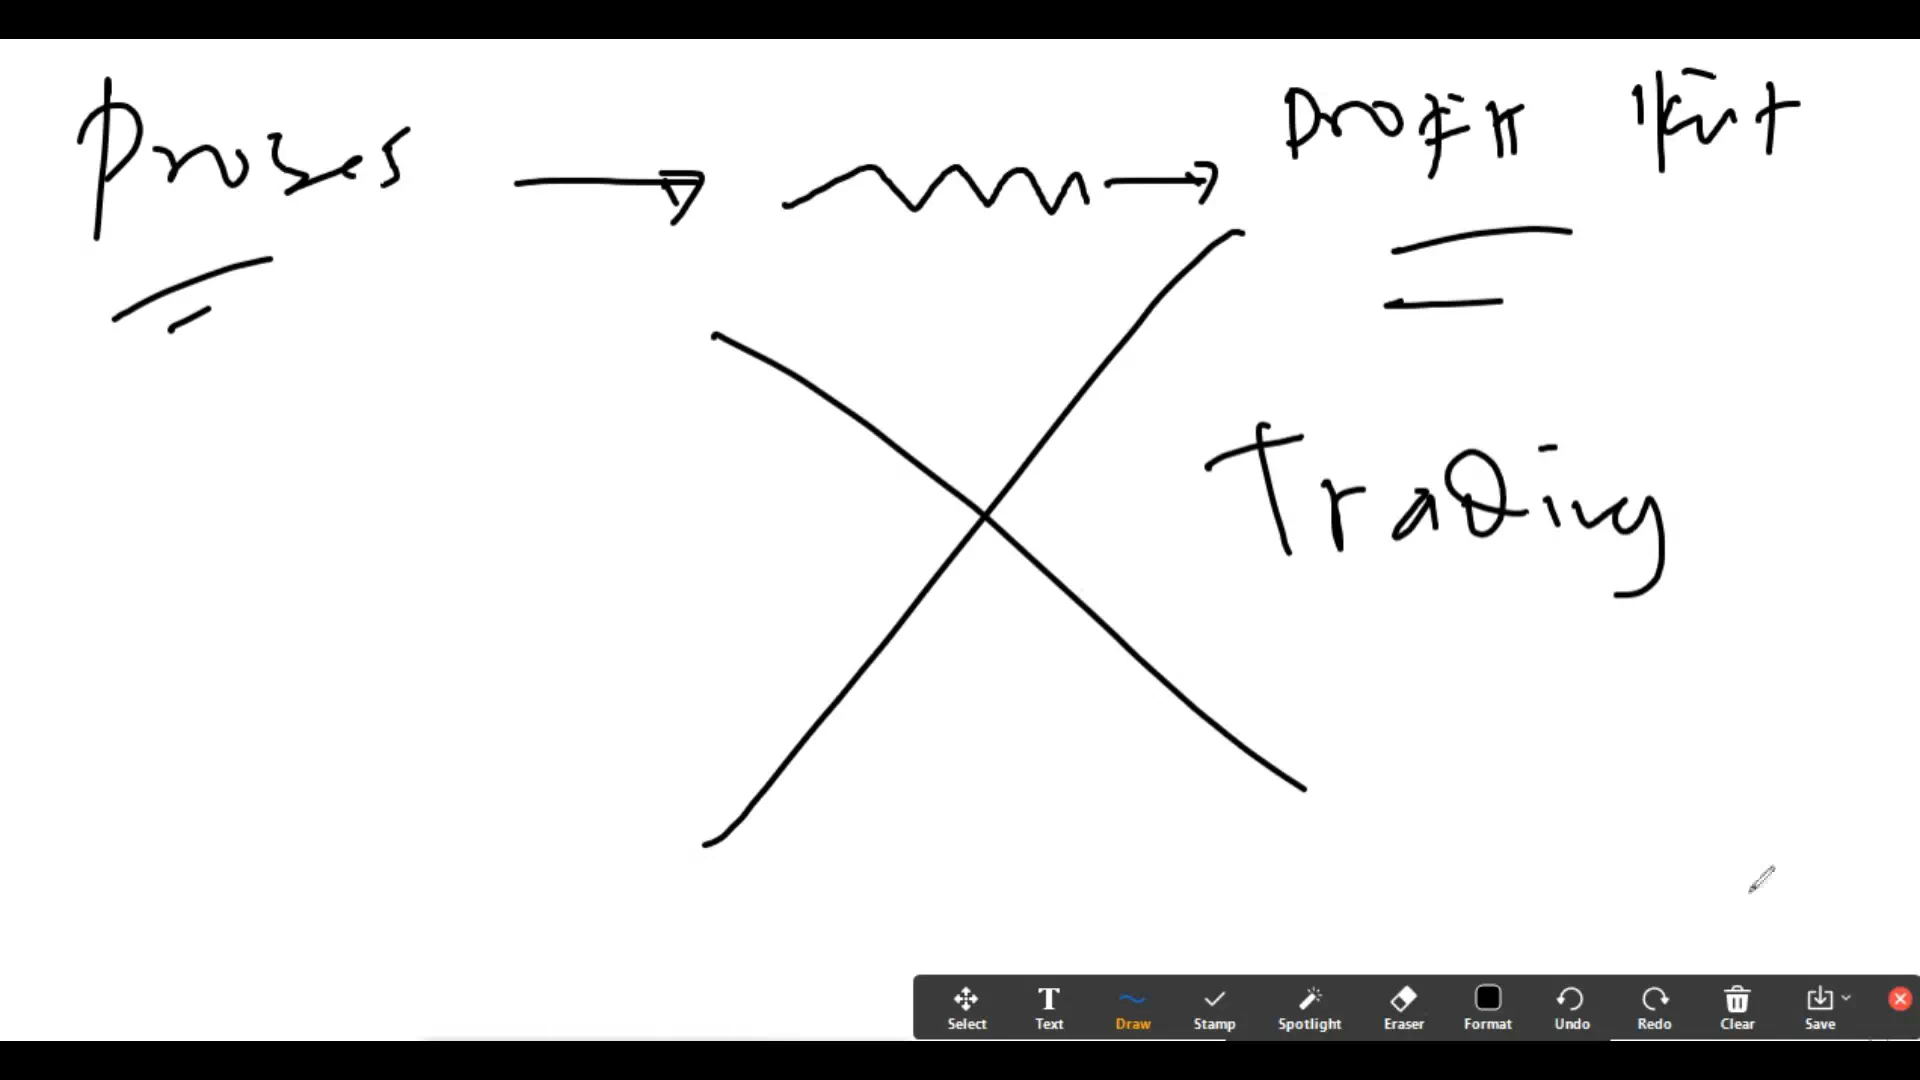 Proses Profit
Trading
Select Text Draw Stamp Spotlight Eraser Format Undo Redo Clear Save